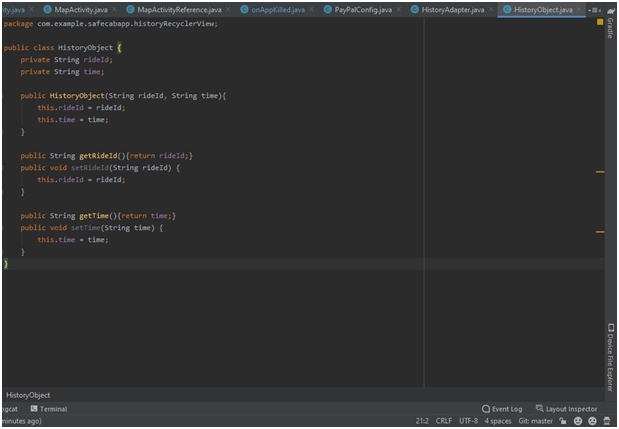 ity.java MapActivity.java MapActivityReference.java onAppKilled.java PayPalConfig.java HistoryAdapter.java HistoryObject.java
package com.example.safecabapp.historyRecyclerView;
public class HistoryObject {
    private String rideId;
    private String time;
    public HistoryObject(String rideId, String time){
        this.rideId = rideId;
        this.time = time;
    }
    public String getRideId(){return rideId;}
    public void setRideId(String rideId) {
        this.rideId = rideId;
    }
    public String getTime(){return time;}
    public void setTime(String time) {
        this.time = time;
    }
}
Gradle
Device File Explorer
HistoryObject
ogcat Terminal Event Log Layout Inspector
minutes ago) 21:2 CRLF UTF-8 4 spaces Git: master